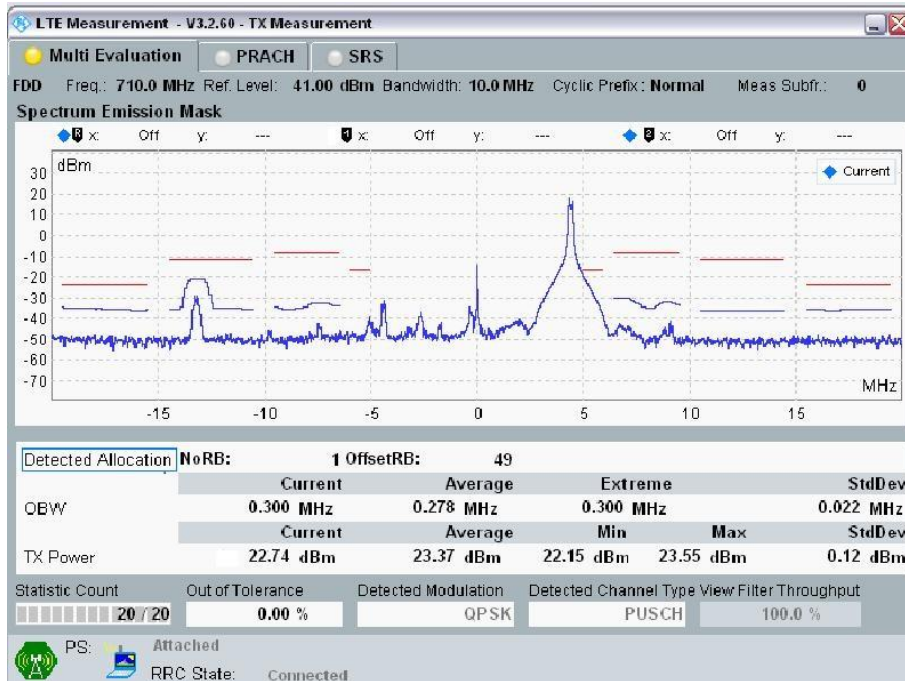 LTE Measurement - V3.2.60 - TX Measurement
Multi Evaluation PRACH SRS
FDD Freq.: 710.0 MHz Ref. Level: 41.00 dBm Bandwidth: 10.0 MHz Cyclic Prefix: Normal Meas Subfr.: 0
Spectrum Emission Mask
R x: Off y: --- 1 x: Off y: --- 2 x: Off y: ---
dBm
Current
30
20
10
0
-10
-20
-30
-40
-50
-60
-70
MHz
-15 -10 -5 0 5 10 15
Detected Allocation NoRB: 1 OffsetRB: 49
Current Average Extreme StdDev
OBW 0.300 MHz 0.278 MHz 0.300 MHz 0.022 MHz
Current Average Min Max StdDev
TX Power 22.74 dBm 23.37 dBm 22.15 dBm 23.55 dBm 0.12 dBm
Statistic Count Out of Tolerance Detected Modulation Detected Channel Type View Filter Throughput
20 / 20 0.00 % QPSK PUSCH 100.0 %
PS: Attached
RRC State: Connected